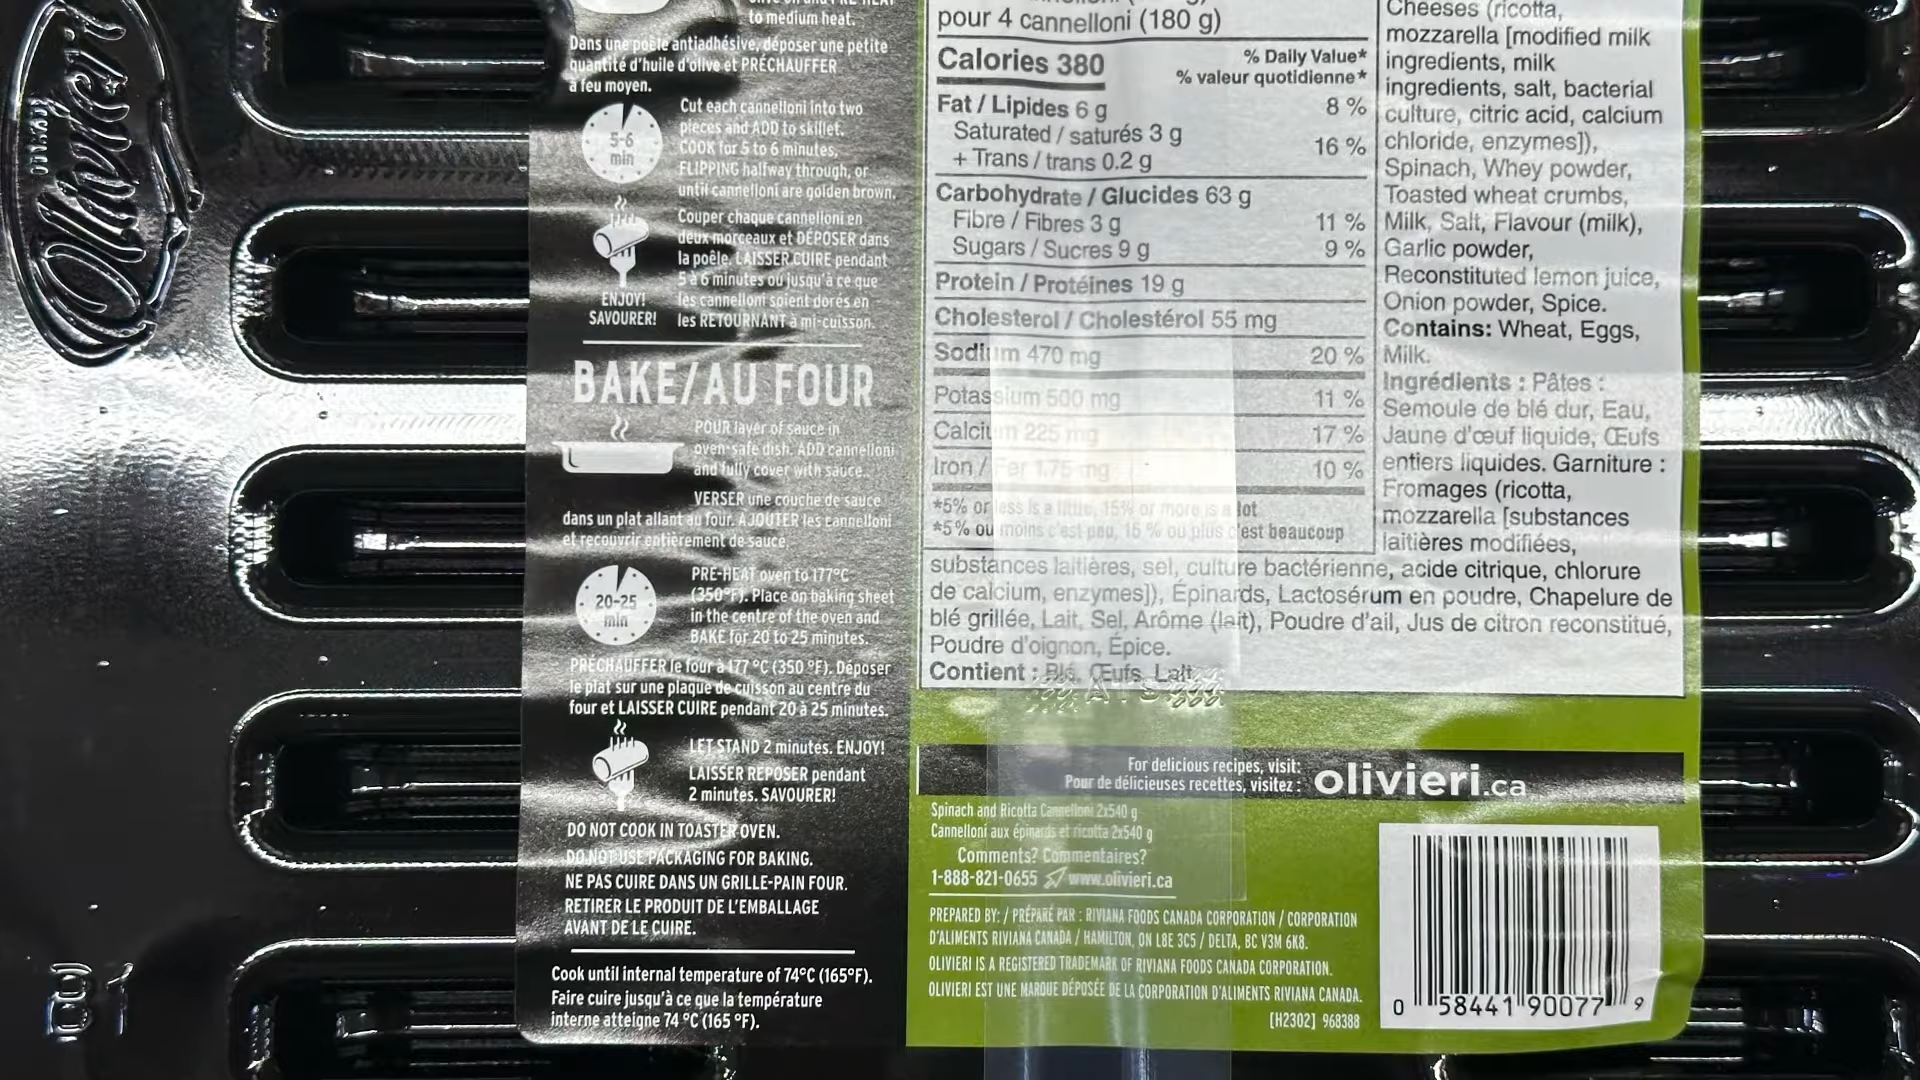 Olivieri
to medium heat.
Dans une poêle antiadhésive, déposer une petite
quantité d'huile d'olive et PRÉCHAUFFER
à feu moyen.
5-6
min
Cut each cannelloni into two
pieces and ADD to skillet.
COOK for 5 to 6 minutes,
FLIPPING halfway through, or
until cannelloni are golden brown.
Couper chaque cannelloni en
deux morceaux et DÉPOSER dans
la poêle. LAISSER CUIRE pendant
5 à 6 minutes ou jusqu'à ce que
les cannelloni soient dorés en
les RETOURNANT à mi-cuisson.
ENJOY!
SAVOURER!
BAKE/AU FOUR
POUR layer of sauce in
oven-safe dish. ADD cannelloni
and fully cover with sauce.
VERSER une couche de sauce
dans un plat allant au four. AJOUTER les cannelloni
et recouvrir entièrement de sauce.
20-25
min
PRE-HEAT oven to 177°C
(350°F). Place on baking sheet
in the centre of the oven and
BAKE for 20 to 25 minutes.
PRÉCHAUFFER le four à 177 °C (350 °F). Déposer
le plat sur une plaque de cuisson au centre du
four et LAISSER CUIRE pendant 20 à 25 minutes.
LET STAND 2 minutes. ENJOY!
LAISSER REPOSER pendant
2 minutes. SAVOURER!
DO NOT COOK IN TOASTER OVEN.
DO NOT USE PACKAGING FOR BAKING.
NE PAS CUIRE DANS UN GRILLE-PAIN FOUR.
RETIRER LE PRODUIT DE L'EMBALLAGE
AVANT DE LE CUIRE.
Cook until internal temperature of 74°C (165°F).
Faire cuire jusqu'à ce que la température
interne atteigne 74 °C (165 °F).
pour 4 cannelloni (180 g)
Calories 380
% Daily Value*
% valeur quotidienne*
Fat / Lipides 6 g 8 %
Saturated / saturés 3 g
+ Trans / trans 0.2 g 16 %
Carbohydrate / Glucides 63 g
Fibre / Fibres 3 g 11 %
Sugars / Sucres 9 g 9 %
Protein / Protéines 19 g
Cholesterol / Cholestérol 55 mg
Sodium 470 mg 20 %
Potassium 500 mg 11 %
Calcium 225 mg 17 %
Iron / Fer 1.75 mg 10 %
*5% or less is a little, 15% or more is a lot
*5% ou moins c'est peu, 15 % ou plus c'est beaucoup
Cheeses (ricotta,
mozzarella [modified milk
ingredients, milk
ingredients, salt, bacterial
culture, citric acid, calcium
chloride, enzymes]),
Spinach, Whey powder,
Toasted wheat crumbs,
Milk, Salt, Flavour (milk),
Garlic powder,
Reconstituted lemon juice,
Onion powder, Spice.
Contains: Wheat, Eggs,
Milk.
Ingrédients : Pâtes :
Semoule de blé dur, Eau,
Jaune d'œuf liquide, Œufs
entiers liquides. Garniture :
Fromages (ricotta,
mozzarella [substances
laitières modifiées,
substances laitières, sel, culture bactérienne, acide citrique, chlorure
de calcium, enzymes]), Épinards, Lactosérum en poudre, Chapelure de
blé grillée, Lait, Sel, Arôme (lait), Poudre d'ail, Jus de citron reconstitué,
Poudre d'oignon, Épice.
Contient : Blé, Œufs, Lait.
For delicious recipes, visit:
Pour de délicieuses recettes, visitez :
olivieri.ca
Spinach and Ricotta Cannelloni 2x540 g
Cannelloni aux épinards et ricotta 2x540 g
Comments? Commentaires?
1-888-821-0655 www.olivieri.ca
PREPARED BY: / PRÉPARÉ PAR : RIVIANA FOODS CANADA CORPORATION / CORPORATION
D'ALIMENTS RIVIANA CANADA / HAMILTON, ON L8E 3C5 / DELTA, BC V3M 6K8.
OLIVIERI IS A REGISTERED TRADEMARK OF RIVIANA FOODS CANADA CORPORATION.
OLIVIERI EST UNE MARQUE DÉPOSÉE DE LA CORPORATION D'ALIMENTS RIVIANA CANADA.
[H2302] 968388
0 58441 90077 9